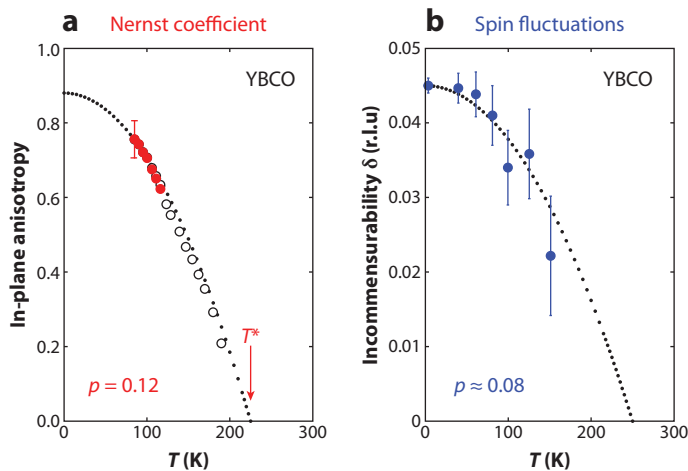 a Nernst coefficient
YBCO
In-plane anisotropy
1.0
0.8
0.6
0.4
0.2
0.0
T*
p = 0.12
0 100 200 300
T (K)
b Spin fluctuations
YBCO
Incommensurability δ (r.l.u)
0.05
0.04
0.03
0.02
0.01
0
p ≈ 0.08
0 100 200 300
T (K)